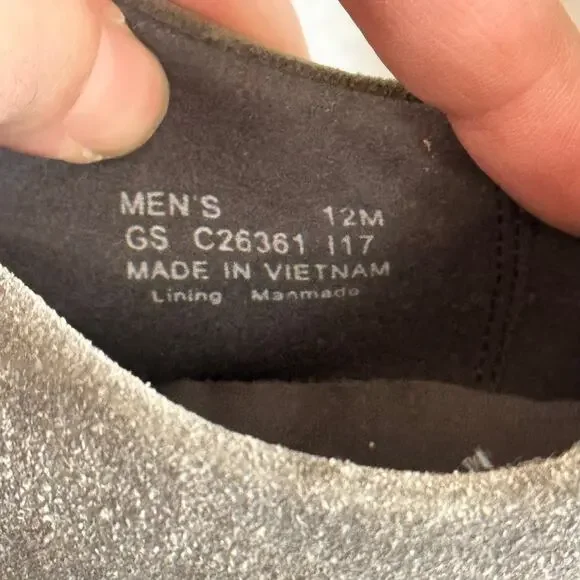 MEN'S 12M
GS C26361 I17
MADE IN VIETNAM
Lining Manmade